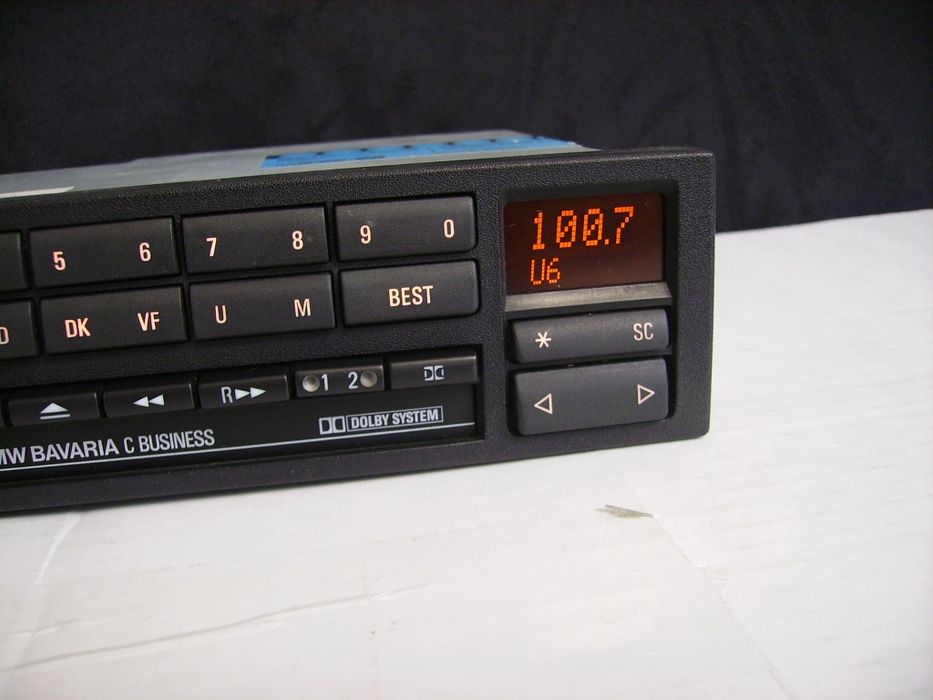 5 6 7 8 9 0
100.7
U6
D DK VF U M BEST
* SC
R 1 2
MW BAVARIA C BUSINESS
DOLBY SYSTEM